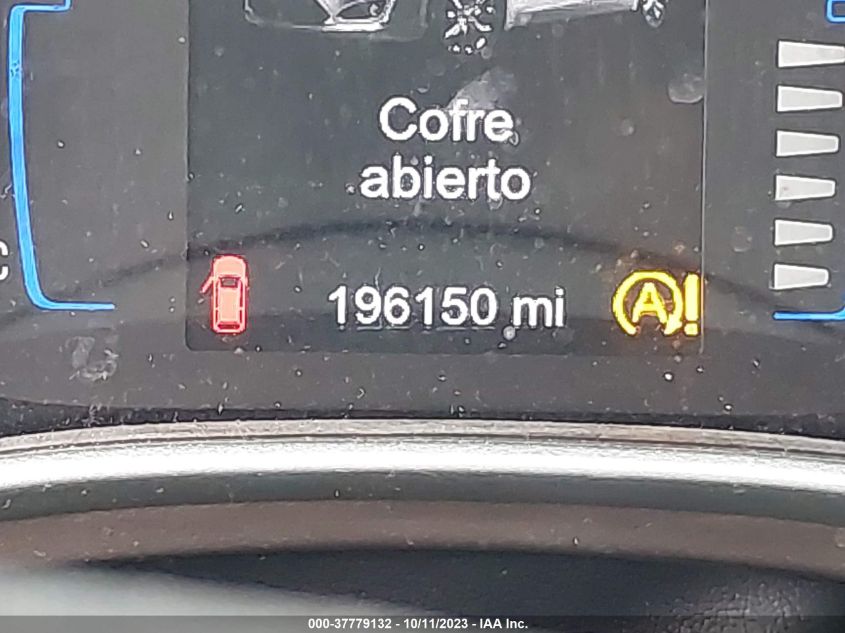 Cofre
abierto
196150 mi
A!
C
000-37779132 - 10/11/2023 - IAA Inc.